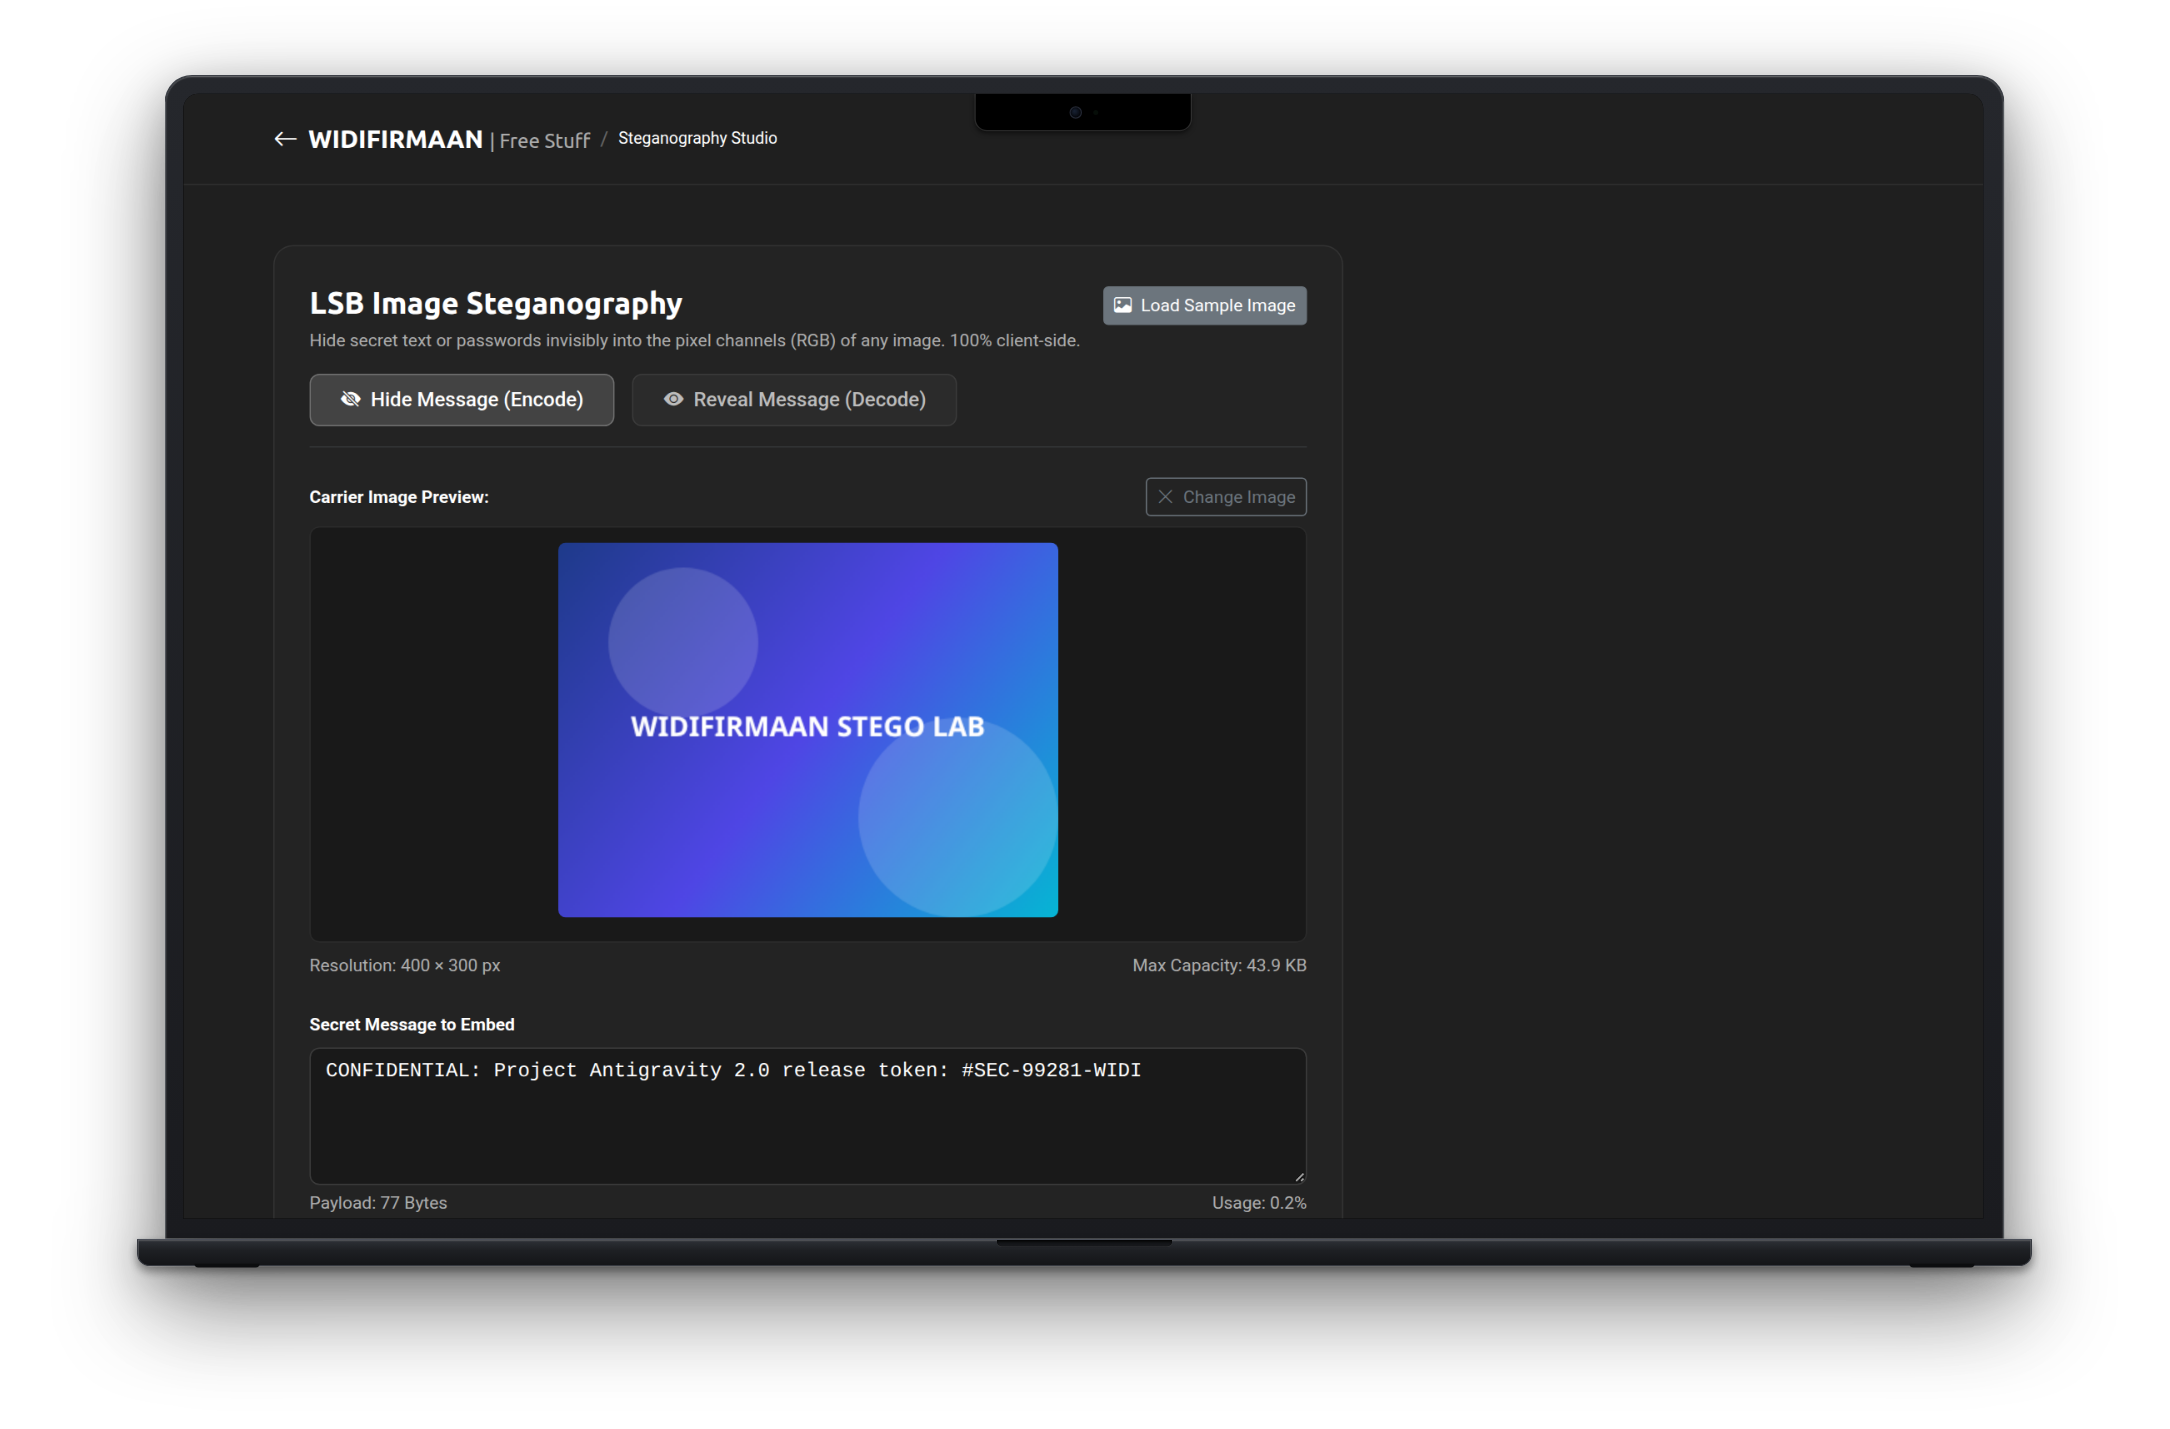 WIDIFIRMAAN | Free Stuff / Steganography Studio
LSB Image Steganography
Load Sample Image
Hide secret text or passwords invisibly into the pixel channels (RGB) of any image. 100% client-side.
Hide Message (Encode)
Reveal Message (Decode)
Carrier Image Preview:
Change Image
WIDIFIRMAAN STEGO LAB
Resolution: 400 × 300 px
Max Capacity: 43.9 KB
Secret Message to Embed
CONFIDENTIAL: Project Antigravity 2.0 release token: #SEC-99281-WIDI
Payload: 77 Bytes
Usage: 0.2%